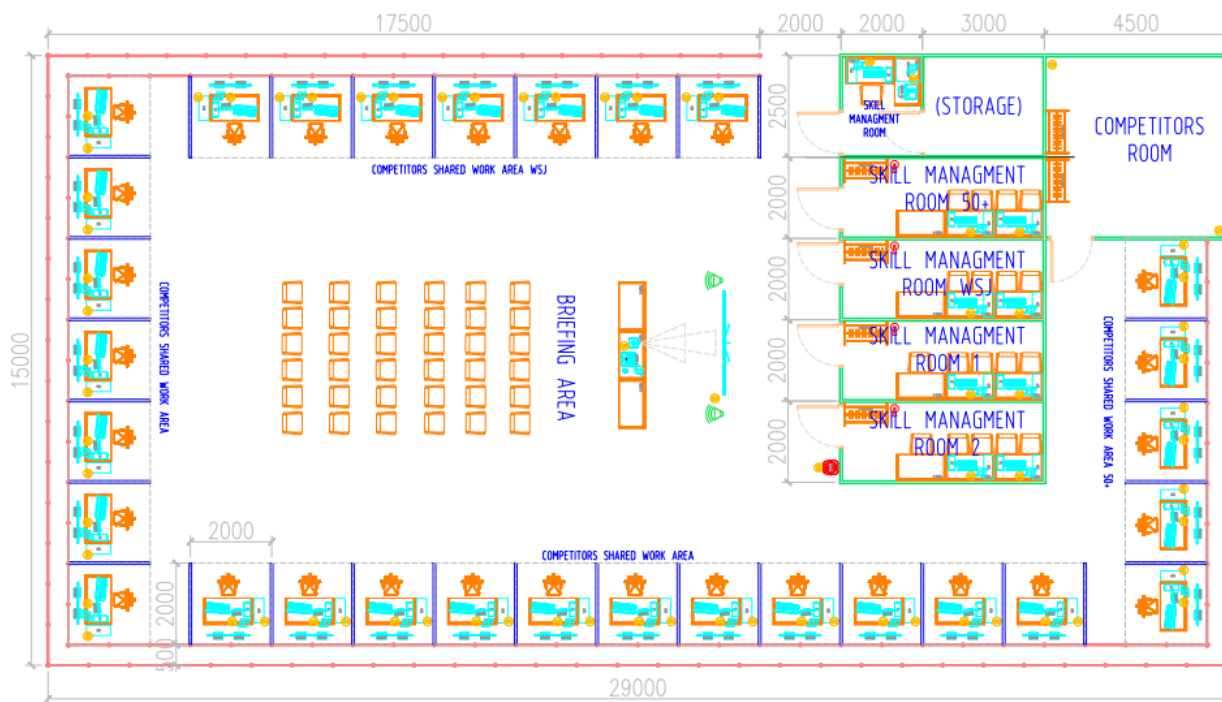 17500
2000
2000
3000
4500
2500
SKILL
MANAGMENT
ROOM
(STORAGE)
COMPETITORS
ROOM
COMPETITORS SHARED WORK AREA WSJ
2000
SKILL MANAGMENT
ROOM 50+
2000
SKILL MANAGMENT
ROOM WSJ
15000
COMPETITORS SHARED WORK AREA
BRIEFING AREA
2000
SKILL MANAGMENT
ROOM 1
COMPETITORS SHARED WORK AREA 50+
2000
SKILL MANAGMENT
ROOM 2
2000
COMPETITORS SHARED WORK AREA
2000
500
29000